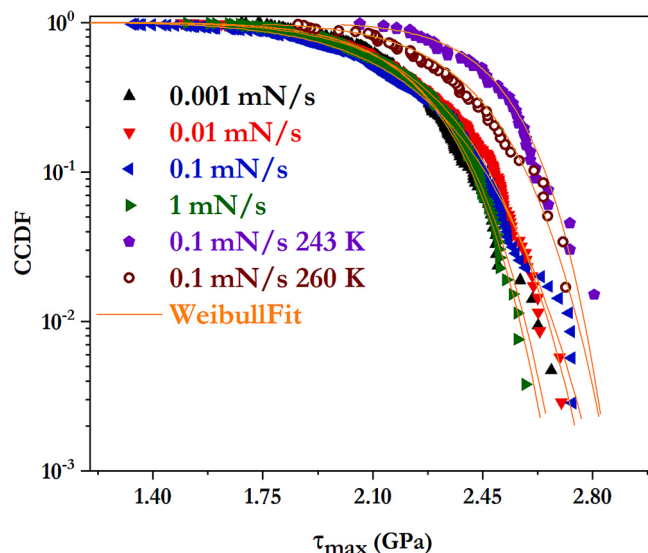 10⁰
0.001 mN/s
0.01 mN/s
10⁻¹
0.1 mN/s
1 mN/s
CCDF
0.1 mN/s 243 K
0.1 mN/s 260 K
10⁻²
WeibullFit
10⁻³
1.40 1.75 2.10 2.45 2.80
τmax (GPa)